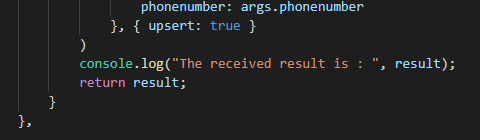 phonenumber: args.phonenumber
}, { upsert: true }
)
console.log("The received result is : ", result);
return result;
}
},